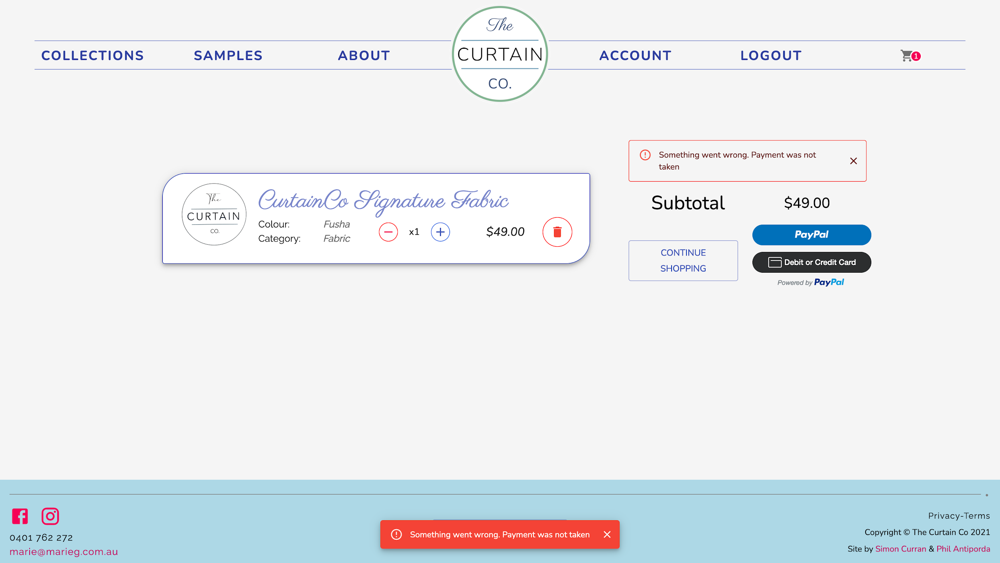 The
CURTAIN
CO.
COLLECTIONS SAMPLES ABOUT ACCOUNT LOGOUT 1
Something went wrong. Payment was not
taken
The
CURTAIN
CO.
CurtainCo Signature Fabric
Colour: Fusha
Category: Fabric
x1
$49.00
Subtotal $49.00
CONTINUE
SHOPPING
PayPal
Debit or Credit Card
Powered by PayPal
0401 762 272
marie@marieg.com.au
Something went wrong. Payment was not taken
Privacy-Terms
Copyright © The Curtain Co 2021
Site by Simon Curran & Phil Antiporda